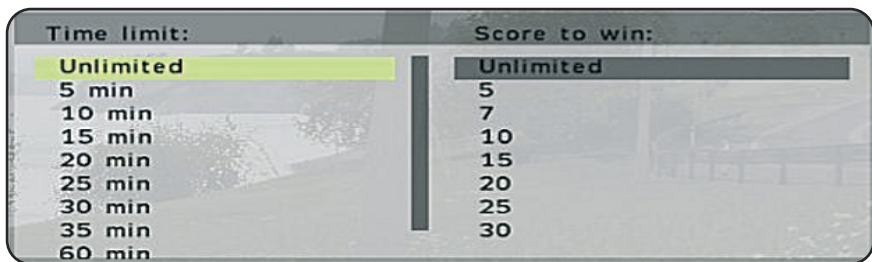 Time limit:
Unlimited
5 min
10 min
15 min
20 min
25 min
30 min
35 min
60 min
Score to win:
Unlimited
5
7
10
15
20
25
30